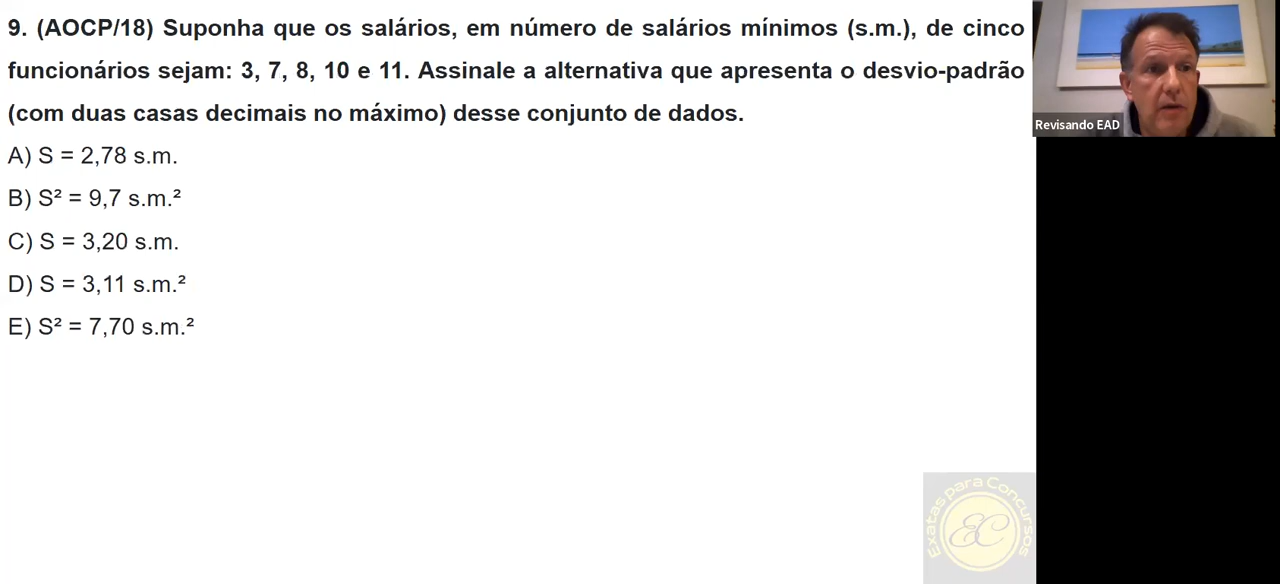 9. (AOCP/18) Suponha que os salários, em número de salários mínimos (s.m.), de cinco
funcionários sejam: 3, 7, 8, 10 e 11. Assinale a alternativa que apresenta o desvio-padrão
(com duas casas decimais no máximo) desse conjunto de dados.
A) S = 2,78 s.m.
B) S² = 9,7 s.m.²
C) S = 3,20 s.m.
D) S = 3,11 s.m.²
E) S² = 7,70 s.m.²
Revisando EAD
Exatas para Concursos
EC